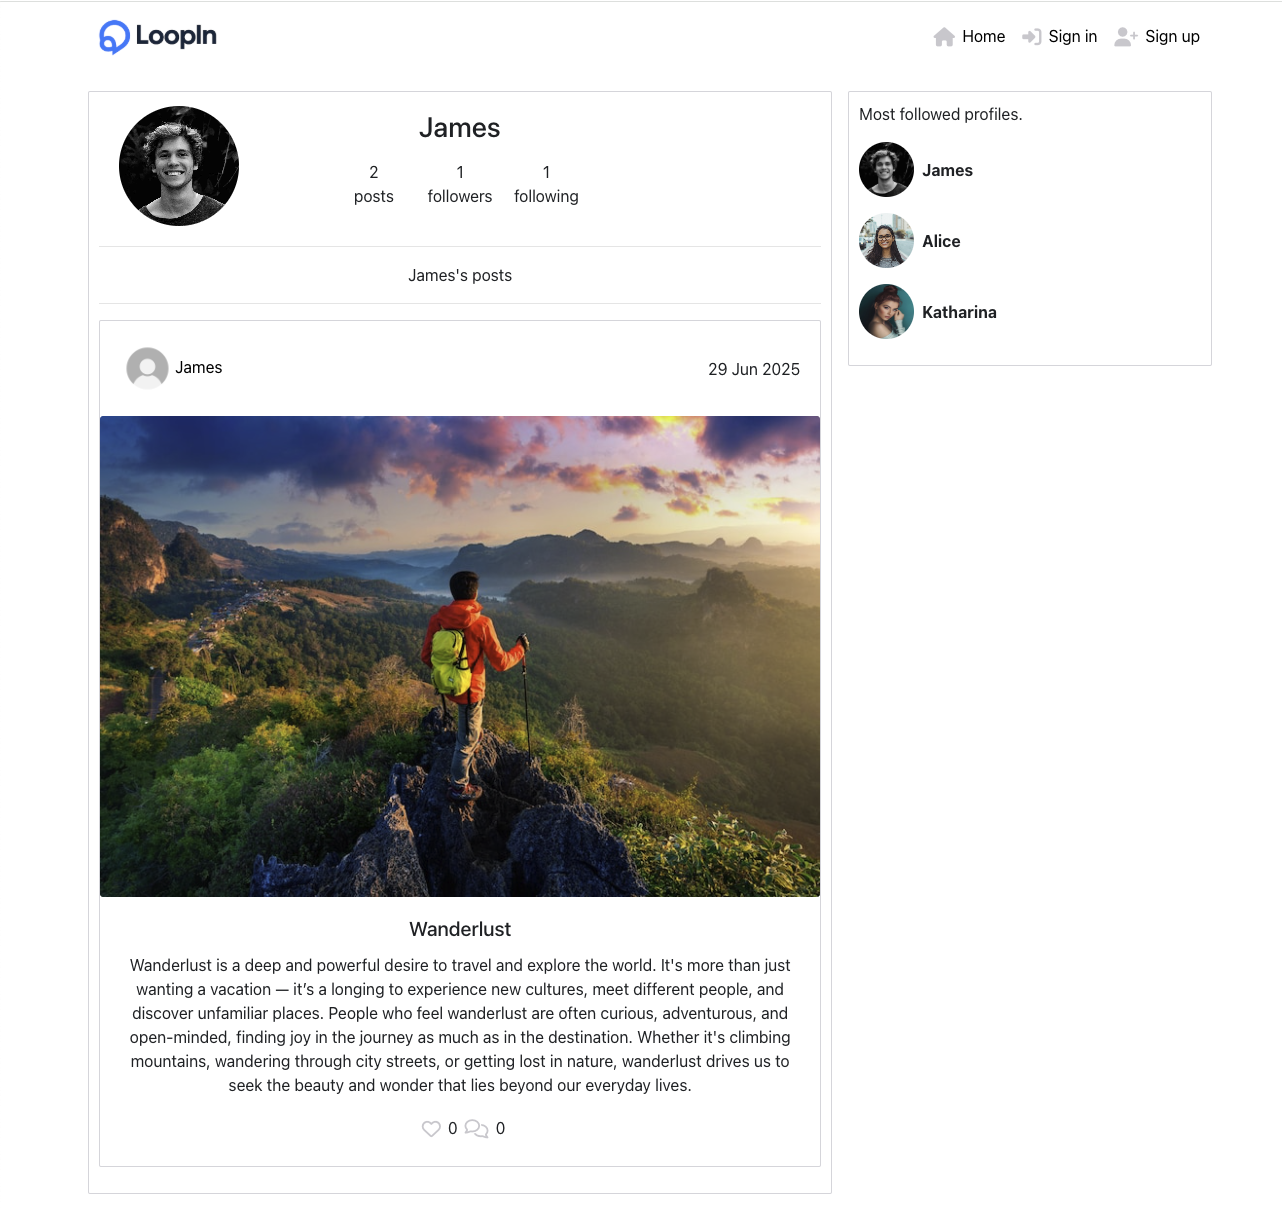 LoopIn
Home Sign in Sign up
James
2 1 1
posts followers following
James's posts
James 29 Jun 2025
Wanderlust
Wanderlust is a deep and powerful desire to travel and explore the world. It's more than just
wanting a vacation — it’s a longing to experience new cultures, meet different people, and
discover unfamiliar places. People who feel wanderlust are often curious, adventurous, and
open-minded, finding joy in the journey as much as in the destination. Whether it's climbing
mountains, wandering through city streets, or getting lost in nature, wanderlust drives us to
seek the beauty and wonder that lies beyond our everyday lives.
0 0
Most followed profiles.
James
Alice
Katharina